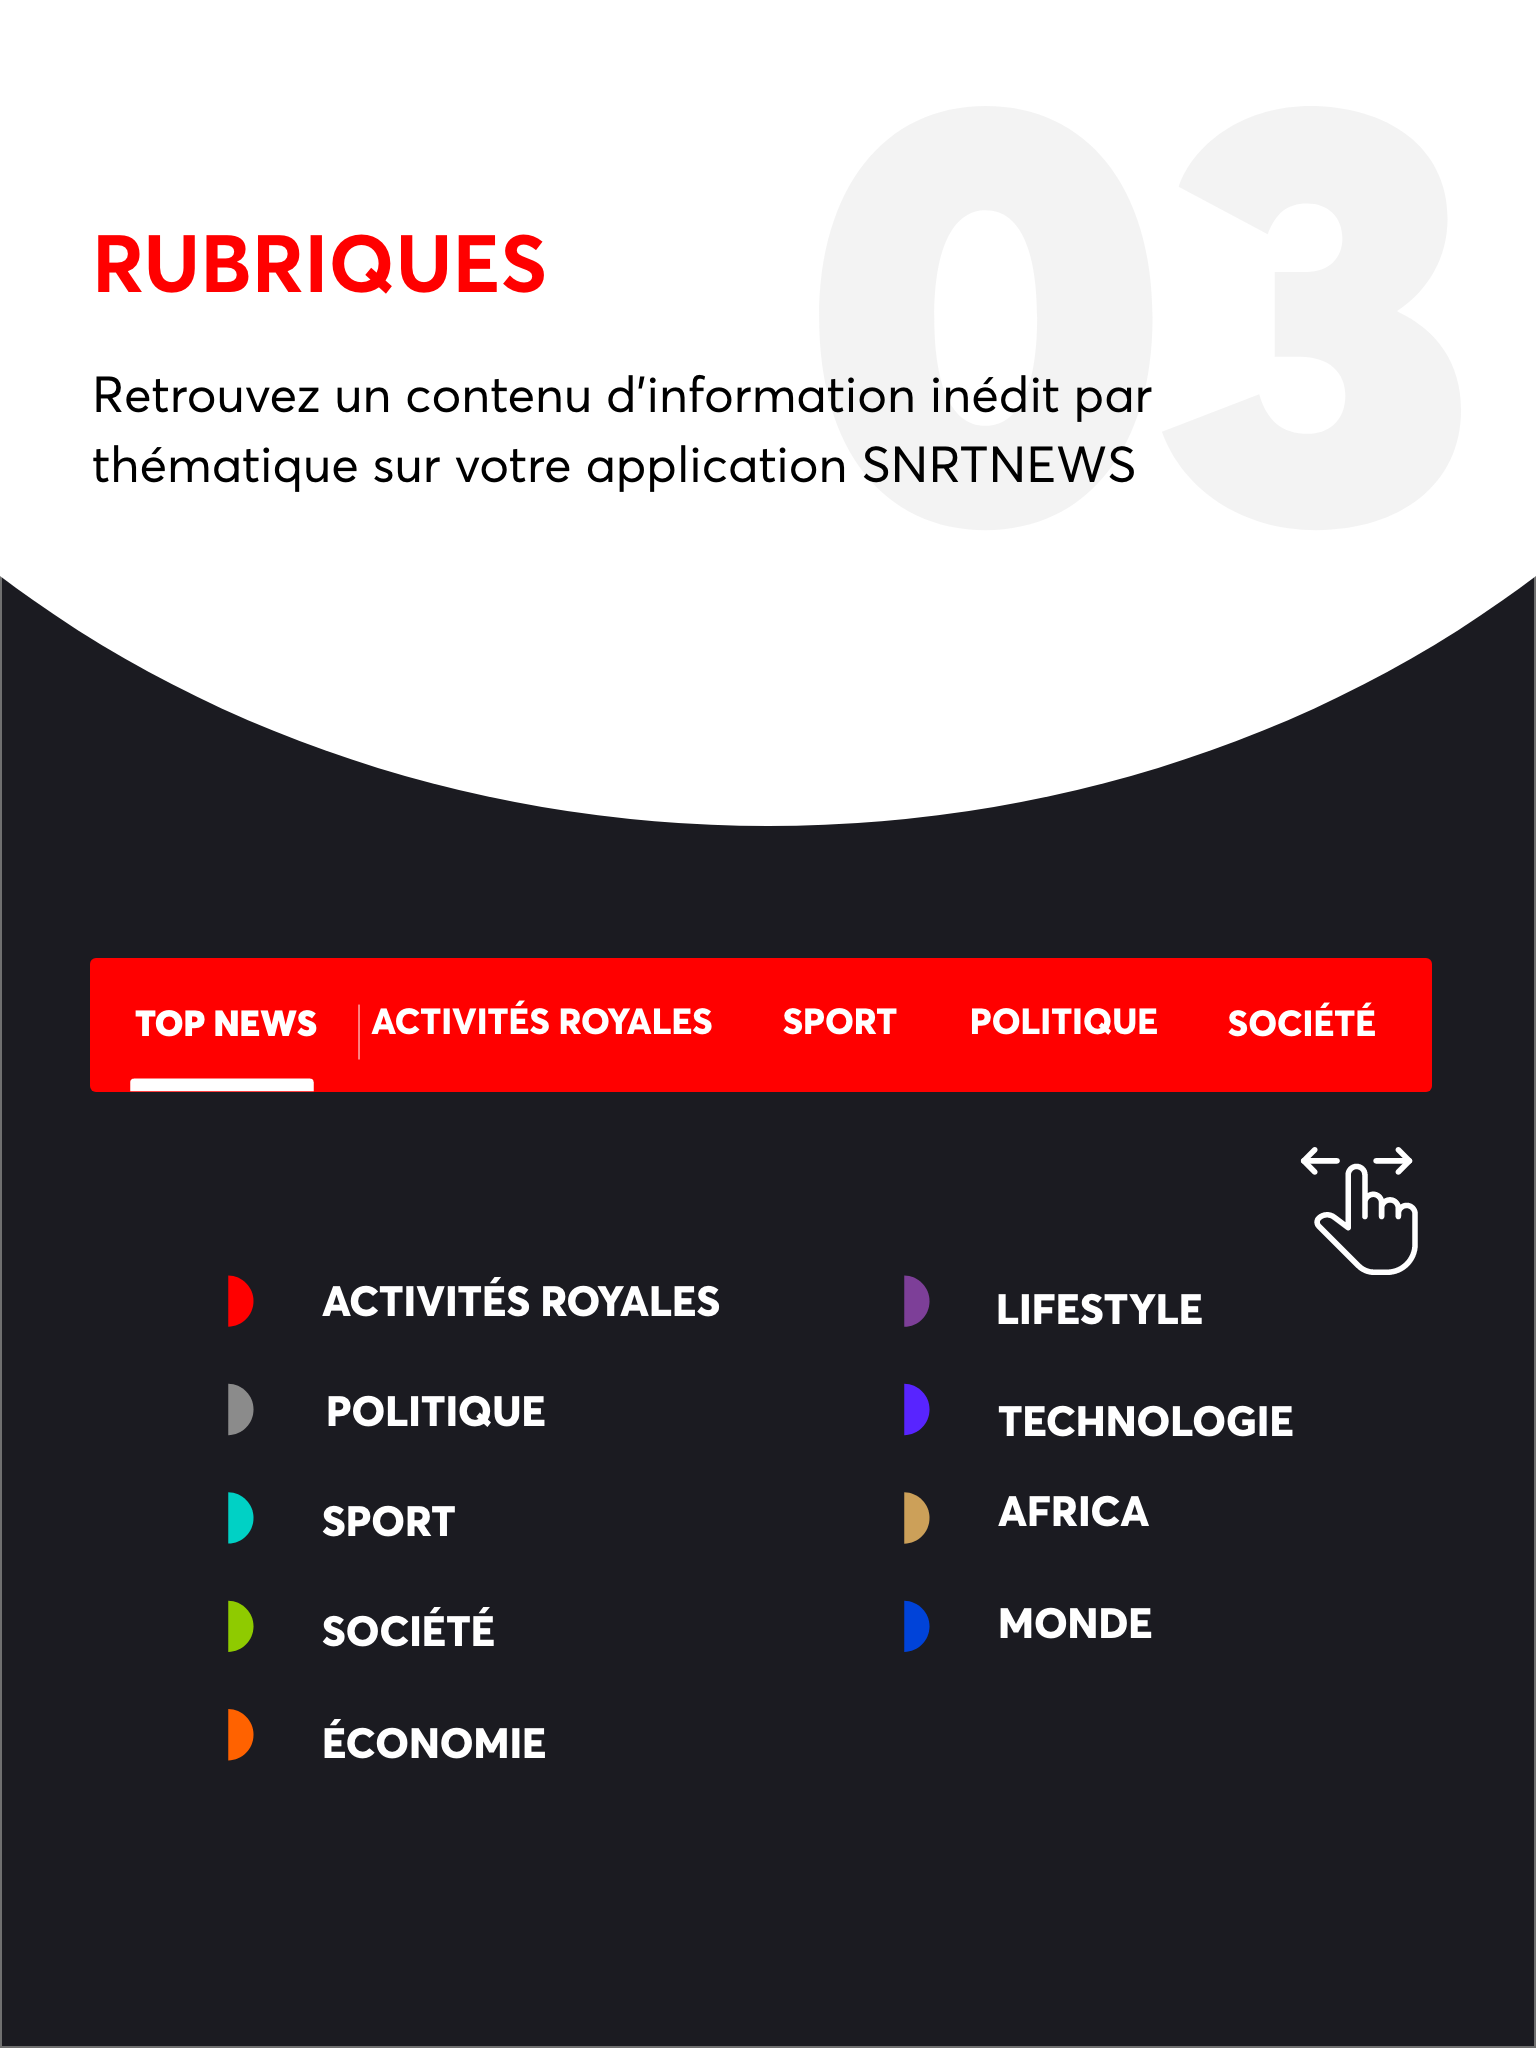 03
RUBRIQUES
Retrouvez un contenu d'information inédit par
thématique sur votre application SNRTNEWS
TOP NEWS ACTIVITÉS ROYALES SPORT POLITIQUE SOCIÉTÉ
ACTIVITÉS ROYALES
POLITIQUE
SPORT
SOCIÉTÉ
ÉCONOMIE
LIFESTYLE
TECHNOLOGIE
AFRICA
MONDE